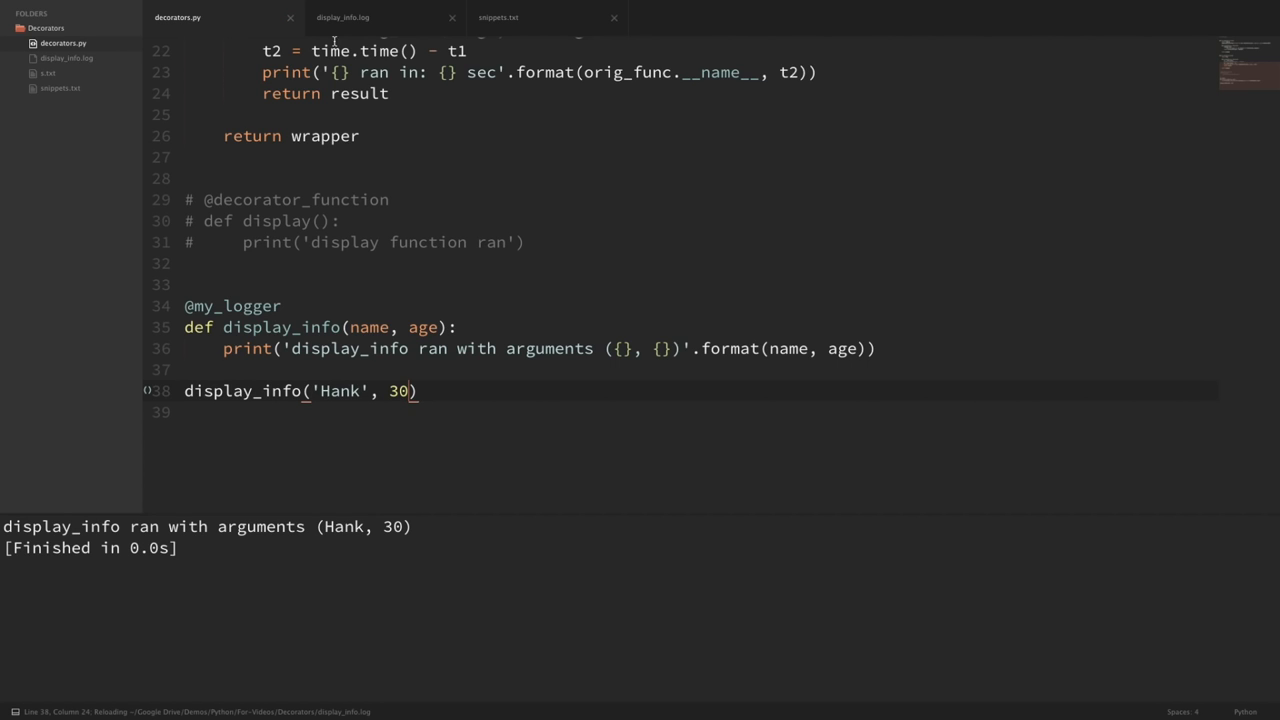 FOLDERS
Decorators
decorators.py
display_info.log
s.txt
snippets.txt
decorators.py
display_info.log
snippets.txt
22 t2 = time.time() - t1
23 print('{} ran in: {} sec'.format(orig_func.__name__, t2))
24 return result
25
26 return wrapper
27
28
29 # @decorator_function
30 # def display():
31 #     print('display function ran')
32
33
34 @my_logger
35 def display_info(name, age):
36 print('display_info ran with arguments ({}, {})'.format(name, age))
37
38 display_info('Hank', 30)
39
display_info ran with arguments (Hank, 30)
[Finished in 0.0s]
Line 38, Column 24; Reloading ~/Google Drive/Demos/Python/For-Videos/Decorators/display_info.log
Spaces: 4
Python